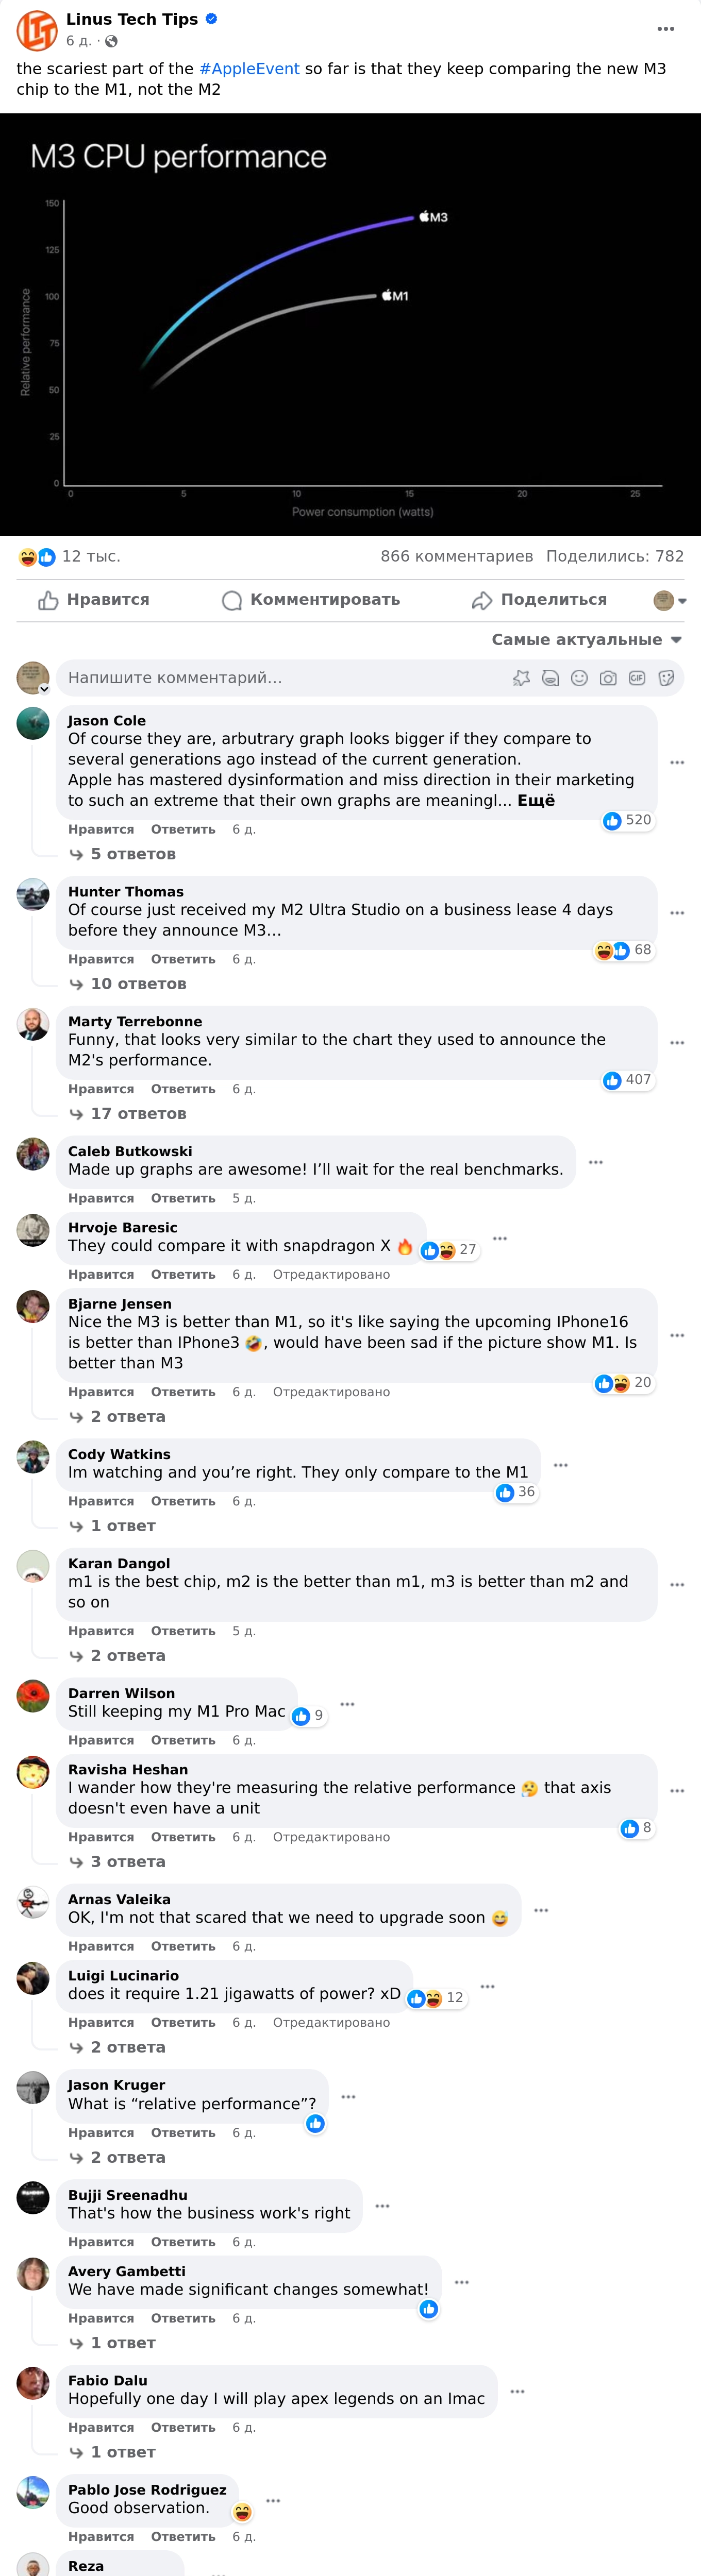 Linus Tech Tips
6 д. ·
the scariest part of the #AppleEvent so far is that they keep comparing the new M3
chip to the M1, not the M2
M3 CPU performance
150
125
100
75
50
25
0
Relative performance
M3
M1
0 5 10 15 20 25
Power consumption (watts)
12 тыс. 866 комментариев Поделились: 782
Нравится Комментировать Поделиться
Самые актуальные
Напишите комментарий…
GIF
Jason Cole
Of course they are, arbutrary graph looks bigger if they compare to
several generations ago instead of the current generation.
Apple has mastered dysinformation and miss direction in their marketing
to such an extreme that their own graphs are meaningl... Ещё
520
Нравится Ответить 6 д.
5 ответов
Hunter Thomas
Of course just received my M2 Ultra Studio on a business lease 4 days
before they announce M3…
68
Нравится Ответить 6 д.
10 ответов
Marty Terrebonne
Funny, that looks very similar to the chart they used to announce the
M2's performance.
407
Нравится Ответить 6 д.
17 ответов
Caleb Butkowski
Made up graphs are awesome! I’ll wait for the real benchmarks.
Нравится Ответить 5 д.
Hrvoje Baresic
They could compare it with snapdragon X 🔥 27
Нравится Ответить 6 д. Отредактировано
Bjarne Jensen
Nice the M3 is better than M1, so it's like saying the upcoming IPhone16
is better than IPhone3 🤣, would have been sad if the picture show M1. Is
better than M3
20
Нравится Ответить 6 д. Отредактировано
2 ответа
Cody Watkins
Im watching and you’re right. They only compare to the M1
36
Нравится Ответить 6 д.
1 ответ
Karan Dangol
m1 is the best chip, m2 is the better than m1, m3 is better than m2 and
so on
Нравится Ответить 5 д.
2 ответа
Darren Wilson
Still keeping my M1 Pro Mac 9
Нравится Ответить 6 д.
Ravisha Heshan
I wander how they're measuring the relative performance 🤔 that axis
doesn't even have a unit
8
Нравится Ответить 6 д. Отредактировано
3 ответа
Arnas Valeika
OK, I'm not that scared that we need to upgrade soon 😅
Нравится Ответить 6 д.
Luigi Lucinario
does it require 1.21 jigawatts of power? xD 12
Нравится Ответить 6 д. Отредактировано
2 ответа
Jason Kruger
What is “relative performance”?
Нравится Ответить 6 д.
2 ответа
Bujji Sreenadhu
That's how the business work's right
Нравится Ответить 6 д.
Avery Gambetti
We have made significant changes somewhat!
Нравится Ответить 6 д.
1 ответ
Fabio Dalu
Hopefully one day I will play apex legends on an Imac
Нравится Ответить 6 д.
1 ответ
Pablo Jose Rodriguez
Good observation.
Нравится Ответить 6 д.
Reza